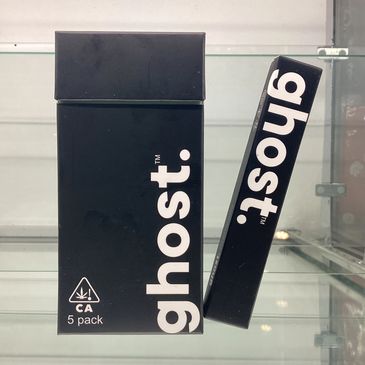 ghost.™
CA
5 pack
ghost.™